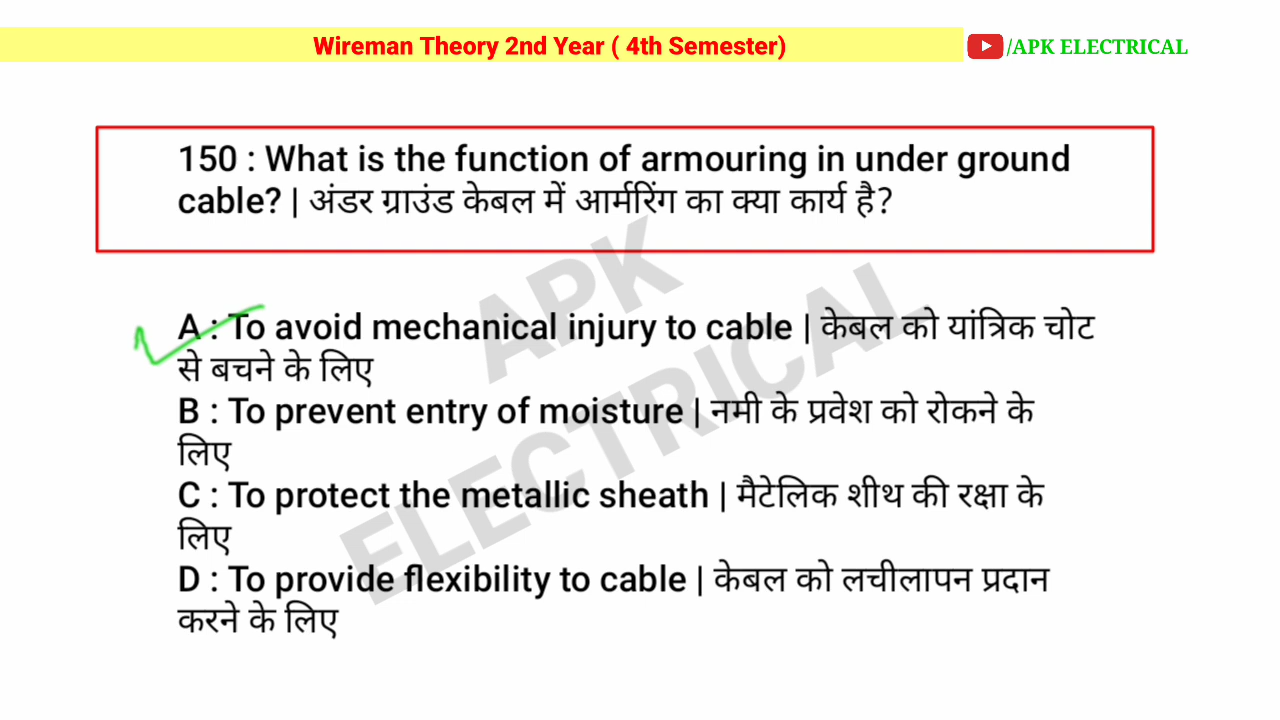 Wireman Theory 2nd Year ( 4th Semester)
/APK ELECTRICAL
150 : What is the function of armouring in under ground
cable? | अंडर ग्राउंड केबल में आर्मरिंग का क्या कार्य है?
A : To avoid mechanical injury to cable | केबल को यांत्रिक चोट
से बचने के लिए
B : To prevent entry of moisture | नमी के प्रवेश को रोकने के
लिए
C : To protect the metallic sheath | मैटेलिक शीथ की रक्षा के
लिए
D : To provide flexibility to cable | केबल को लचीलापन प्रदान
करने के लिए
APK
ELECTRICAL